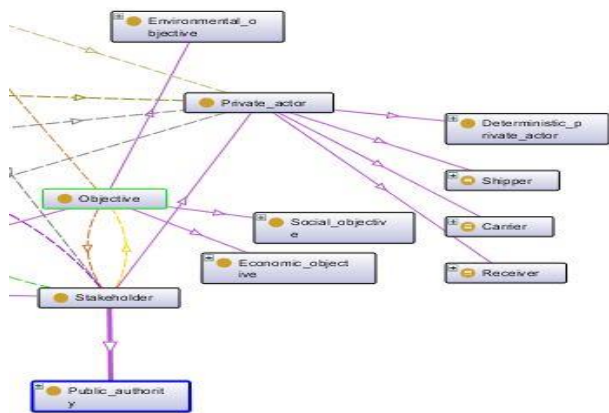 Environmental_o
bjective
Private_actor
Deterministic_p
rivate_actor
Shipper
Objective
Social_objectiv
e
Carrier
Economic_object
ive
Receiver
Stakeholder
Public_authorit
y